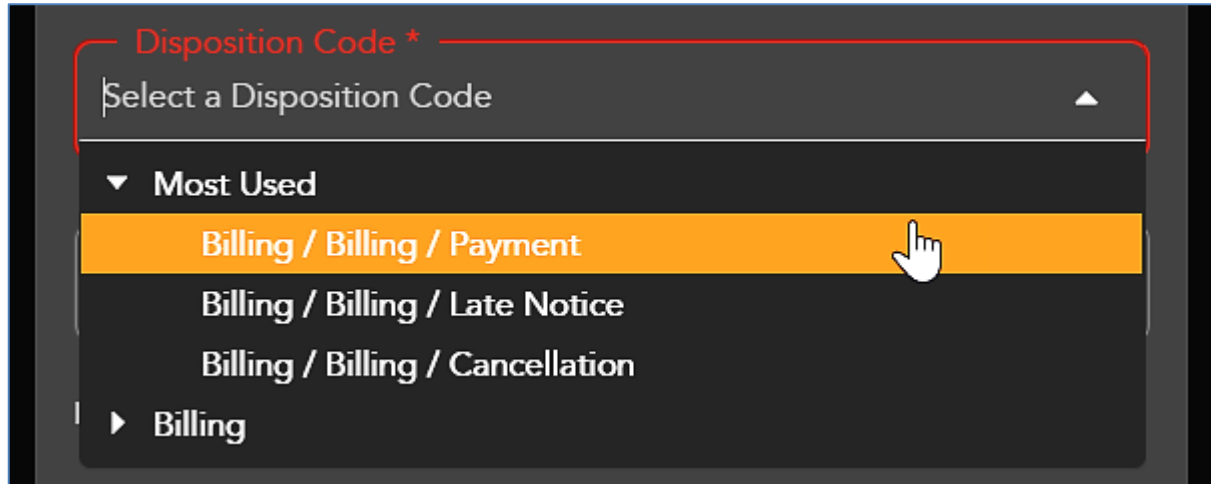 Disposition Code *
Select a Disposition Code
Most Used
Billing / Billing / Payment
Billing / Billing / Late Notice
Billing / Billing / Cancellation
Billing